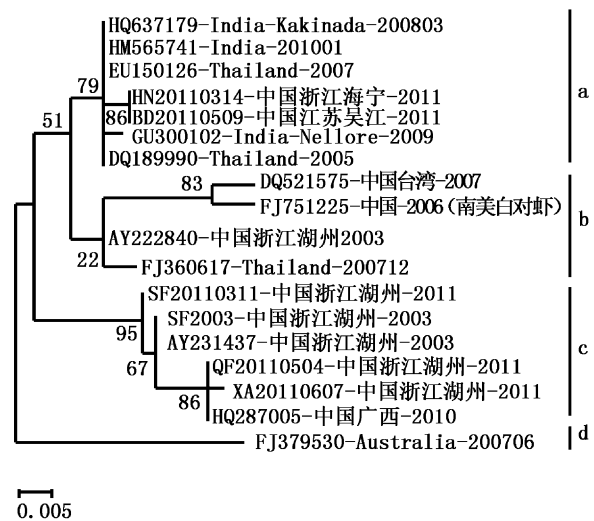 HQ637179-India-Kakinada-200803
HM565741-India-201001
EU150126-Thailand-2007
79
a
HN20110314-中国浙江海宁-2011
86
BD20110509-中国江苏吴江-2011
51
GU300102-India-Nellore-2009
DQ189990-Thailand-2005
83
DQ521575-中国台湾-2007
FJ751225-中国-2006(南美白对虾)
b
AY222840-中国浙江湖州2003
22
FJ360617-Thailand-200712
SF20110311-中国浙江湖州-2011
95
SF2003-中国浙江湖州-2003
AY231437-中国浙江湖州-2003
c
67
QF20110504-中国浙江湖州-2011
XA20110607-中国浙江湖州-2011
86
HQ287005-中国广西-2010
d
FJ379530-Australia-200706
0.005